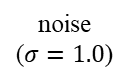 noise
(σ = 1.0)